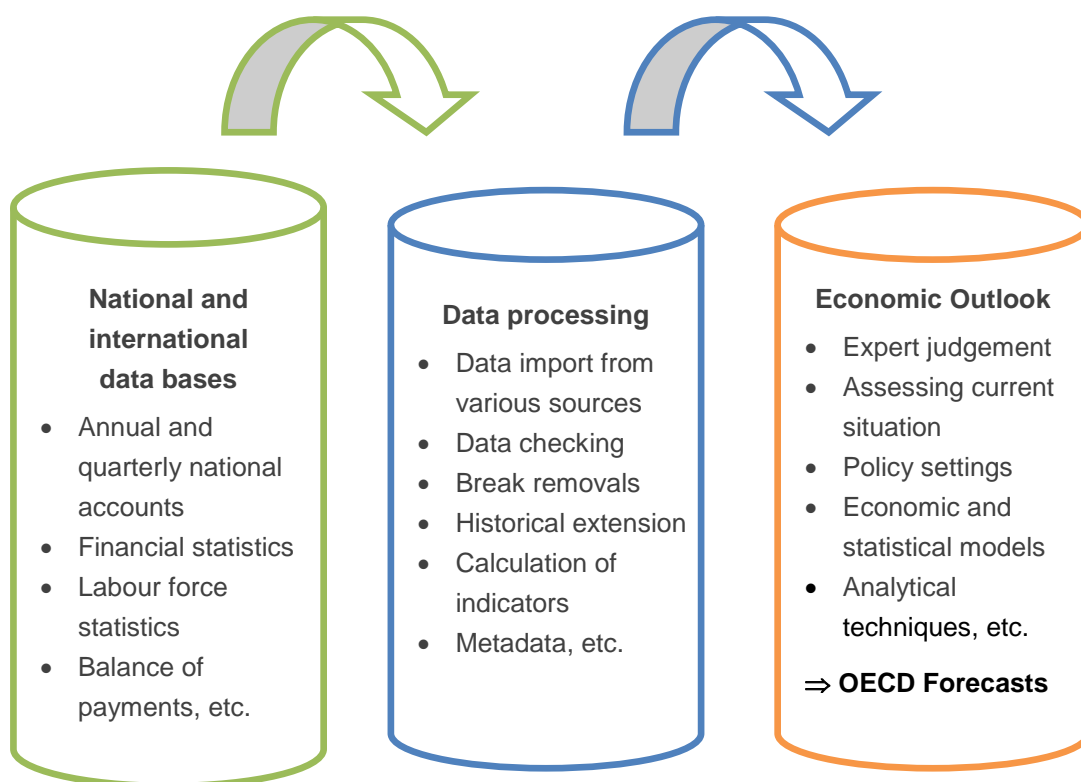 National and
international
data bases
• Annual and
quarterly national
accounts
• Financial statistics
• Labour force
statistics
• Balance of
payments, etc.
Data processing
• Data import from
various sources
• Data checking
• Break removals
• Historical extension
• Calculation of
indicators
• Metadata, etc.
Economic Outlook
• Expert judgement
• Assessing current
situation
• Policy settings
• Economic and
statistical models
• Analytical
techniques, etc.
⇒ OECD Forecasts